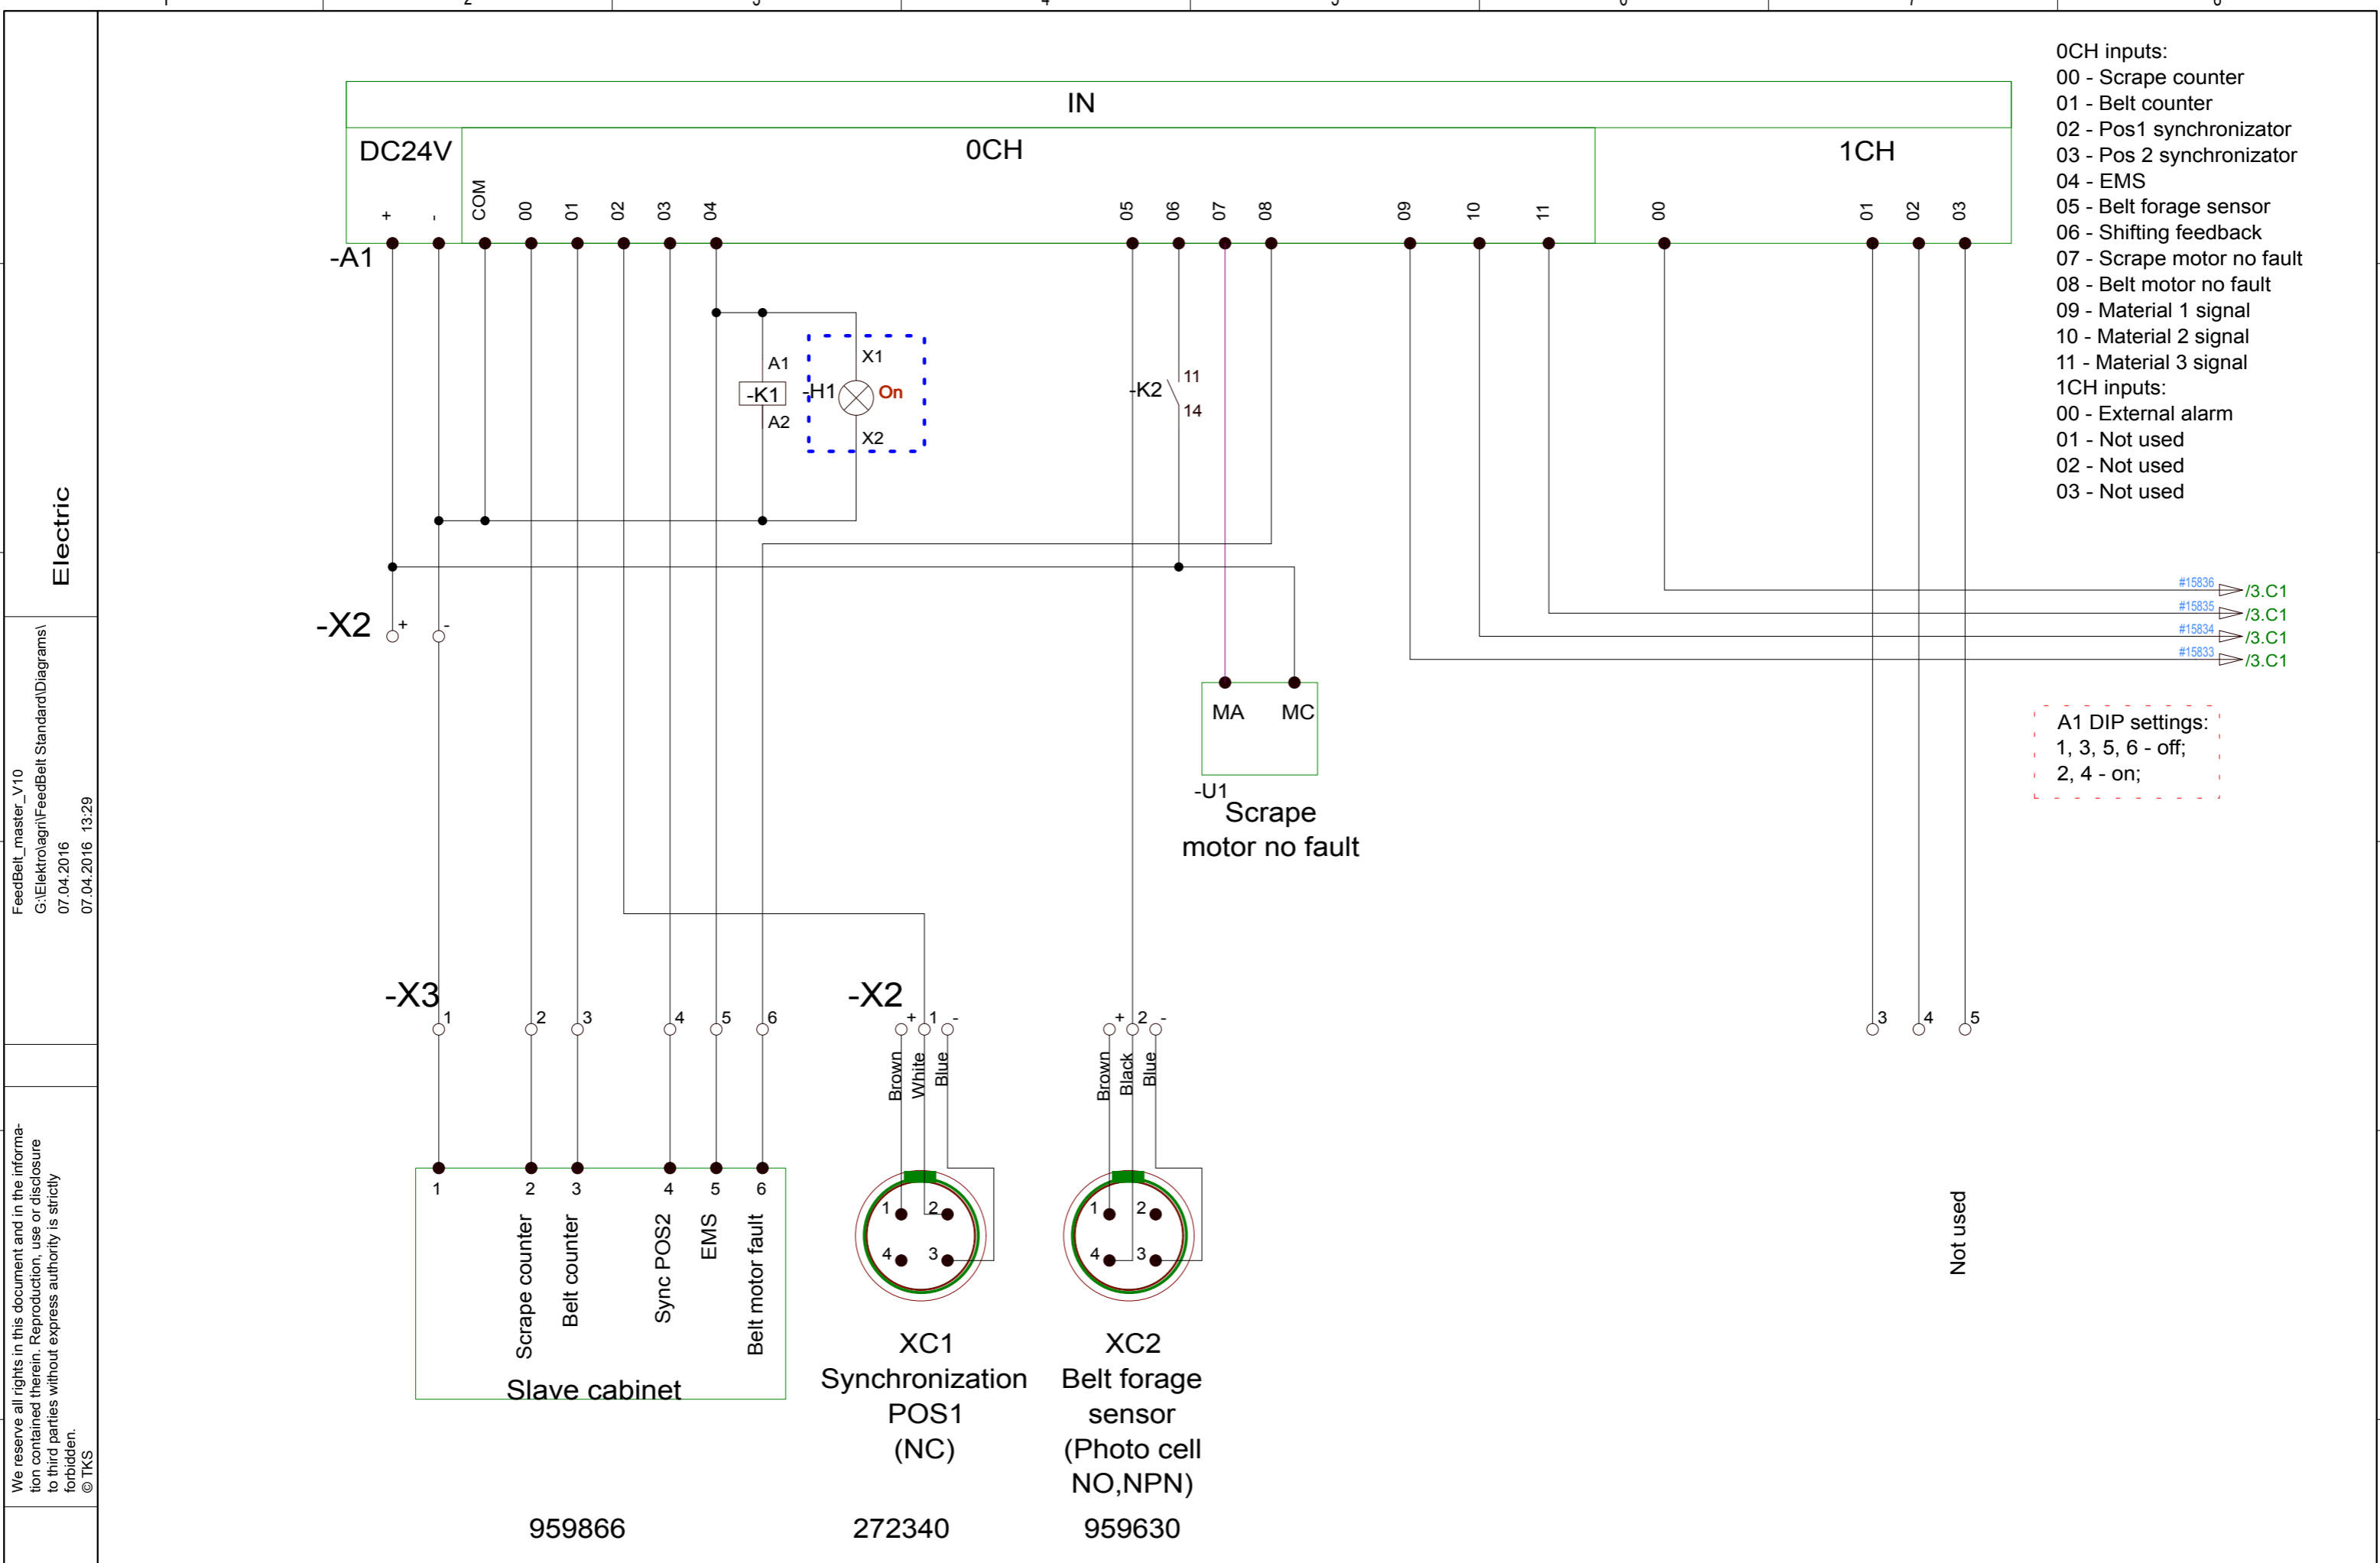 IN
DC24V
0CH
1CH
+
-
COM
00
01
02
03
04
05
06
07
08
09
10
11
00
01
02
03
-A1
0CH inputs:
00 - Scrape counter
01 - Belt counter
02 - Pos1 synchronizator
03 - Pos 2 synchronizator
04 - EMS
05 - Belt forage sensor
06 - Shifting feedback
07 - Scrape motor no fault
08 - Belt motor no fault
09 - Material 1 signal
10 - Material 2 signal
11 - Material 3 signal
1CH inputs:
00 - External alarm
01 - Not used
02 - Not used
03 - Not used
A1
-K1
A2
X1
-H1
On
X2
-K2
11
14
-X2
+
-
#15836
/3.C1
#15835
/3.C1
#15834
/3.C1
#15833
/3.C1
MA
MC
-U1
Scrape
motor no fault
A1 DIP settings:
1, 3, 5, 6 - off;
2, 4 - on;
-X3
1
2
3
4
5
6
-X2
+
1
-
+
2
-
3
4
5
Brown
White
Blue
Brown
Black
Blue
1
2
3
4
5
6
Scrape counter
Belt counter
Sync POS2
EMS
Belt motor fault
Slave cabinet
1
2
4
3
1
2
4
3
Not used
XC1
Synchronization
POS1
(NC)
XC2
Belt forage
sensor
(Photo cell
NO,NPN)
959866
272340
959630
Electric
FeedBelt_master_V10
G:\Elektro\agri\FeedBelt Standard\Diagrams\
07.04.2016
07.04.2016 13:29
We reserve all rights in this document and in the informa-
tion contained therein. Reproduction, use or disclosure
to third parties without express authority is strictly
forbidden.
© TKS